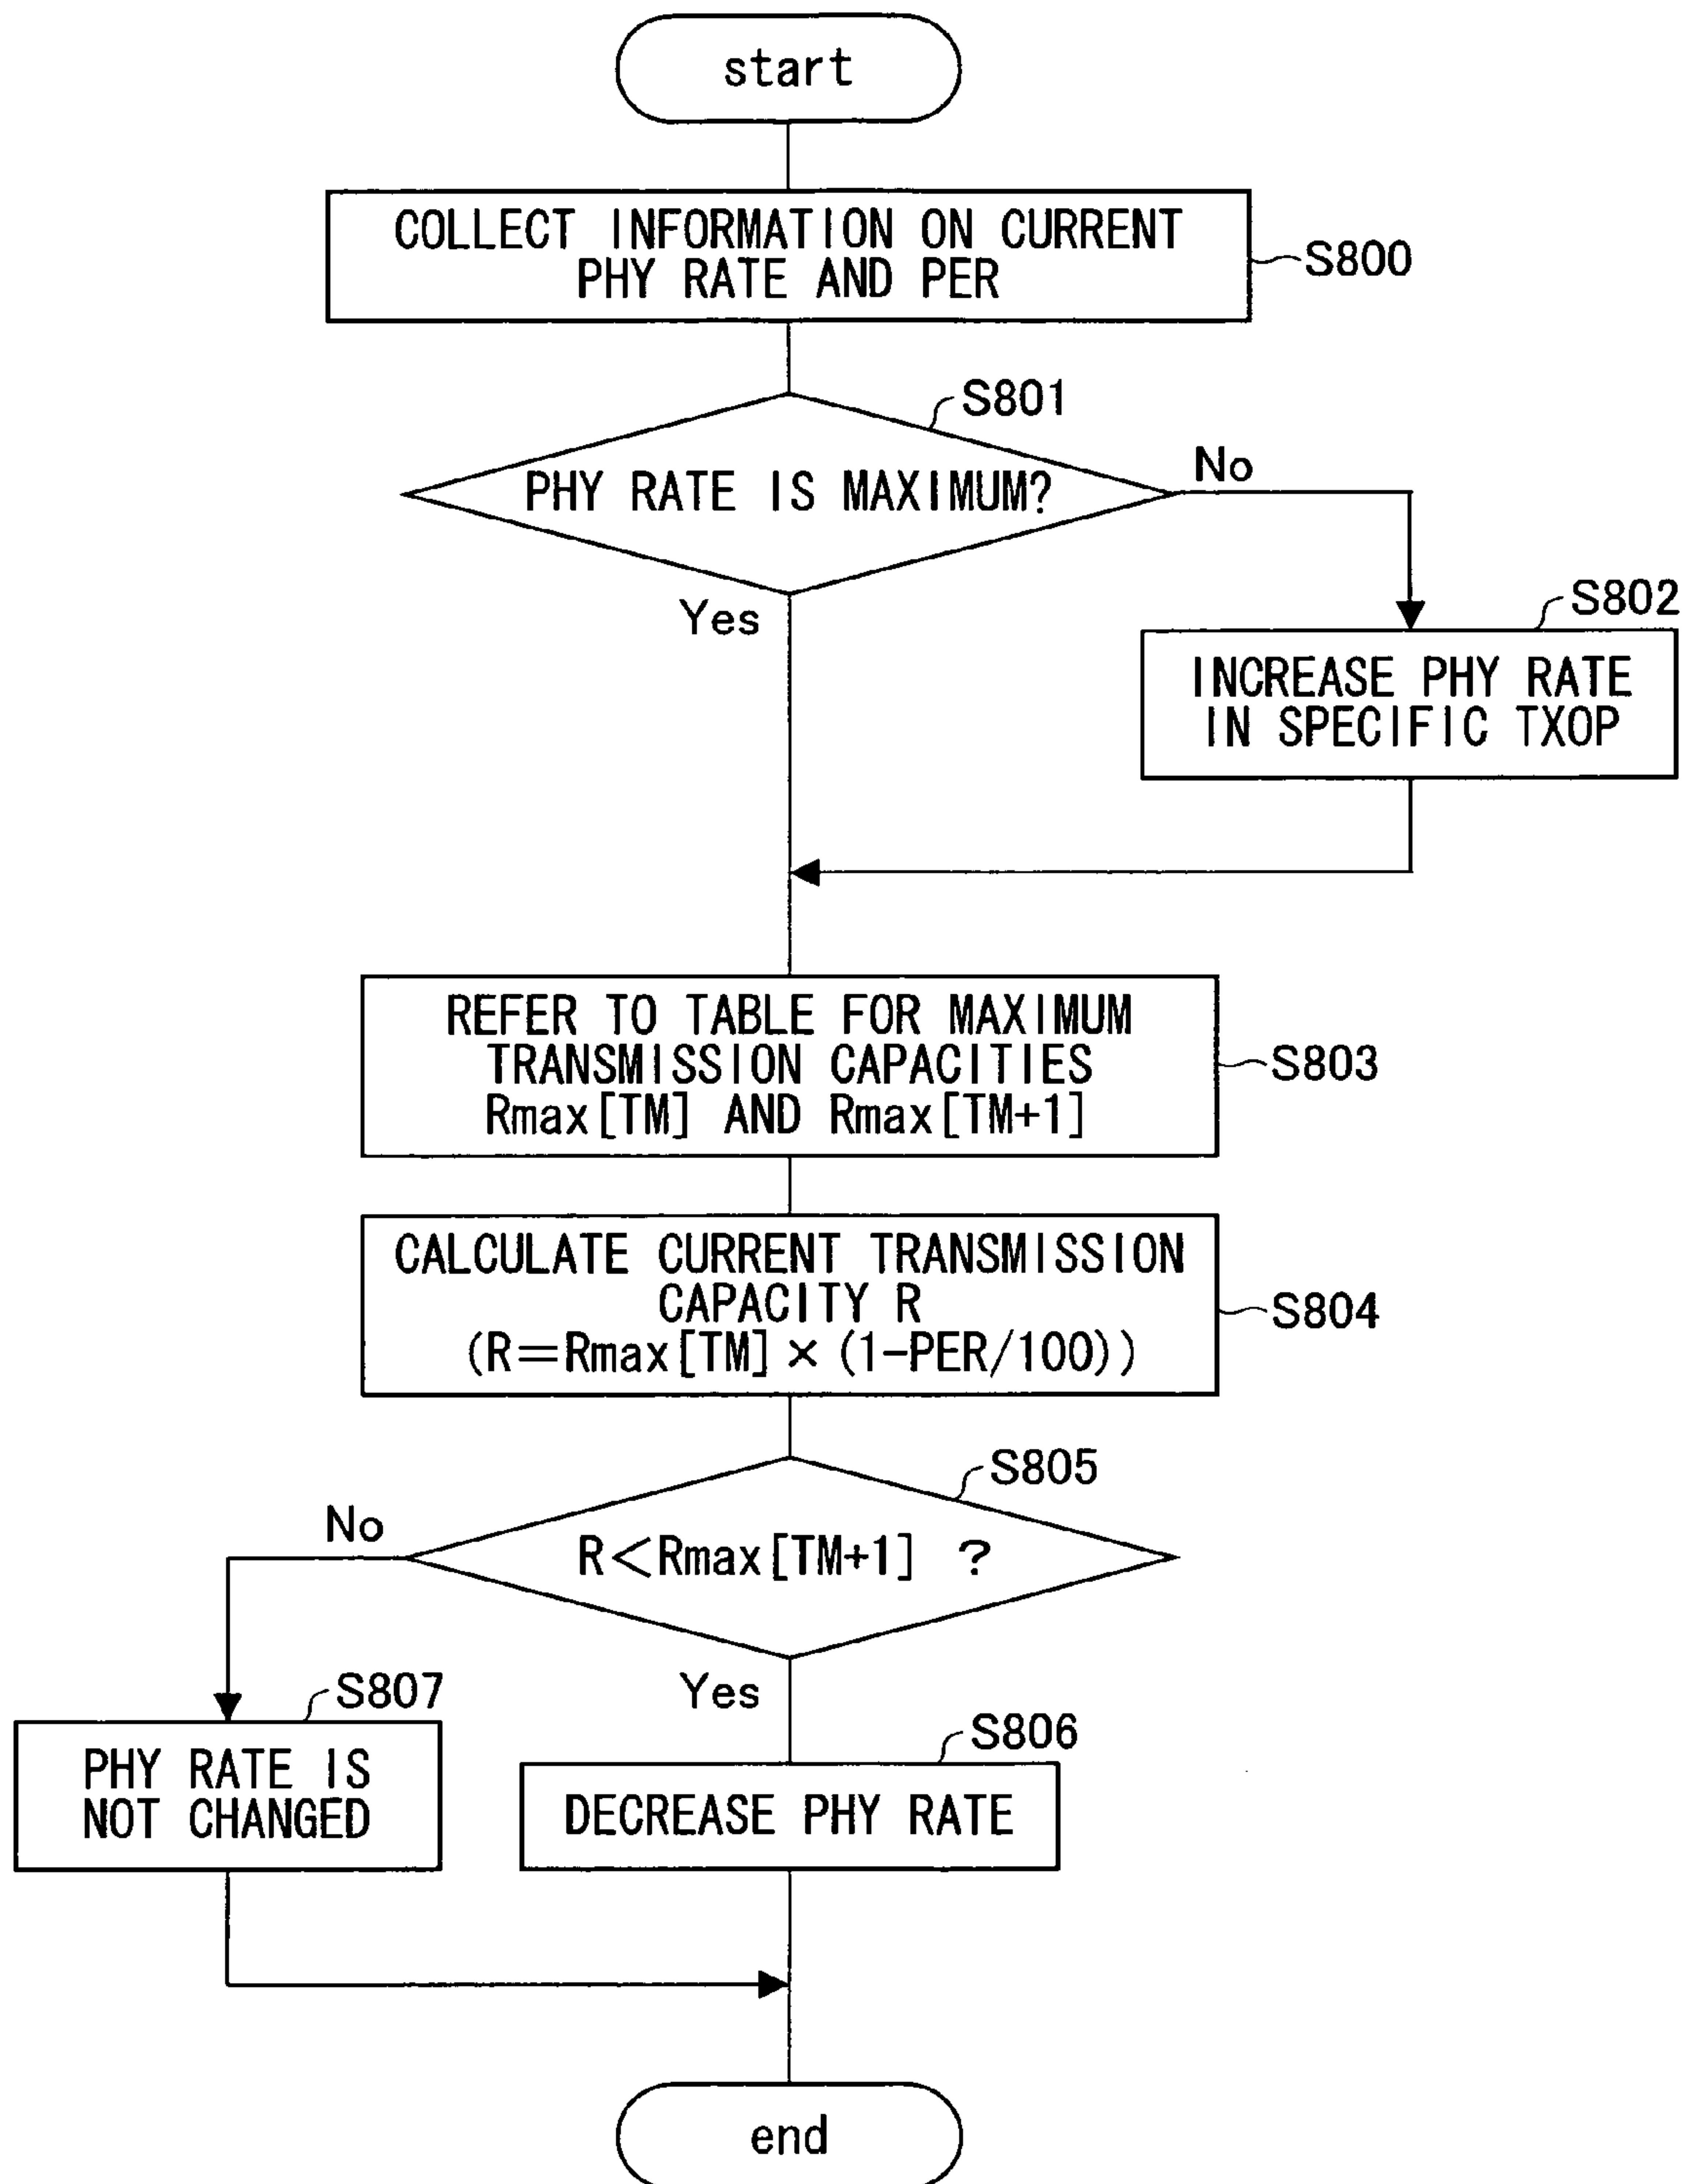 start
COLLECT INFORMATION ON CURRENT
PHY RATE AND PER
S800
S801
PHY RATE IS MAXIMUM?
No
Yes
S802
INCREASE PHY RATE
IN SPECIFIC TXOP
REFER TO TABLE FOR MAXIMUM
TRANSMISSION CAPACITIES
Rmax[TM] AND Rmax[TM+1]
S803
CALCULATE CURRENT TRANSMISSION
CAPACITY R
(R=Rmax[TM]×(1-PER/100))
S804
S805
No
R<Rmax[TM+1] ?
Yes
S807
PHY RATE IS
NOT CHANGED
S806
DECREASE PHY RATE
end